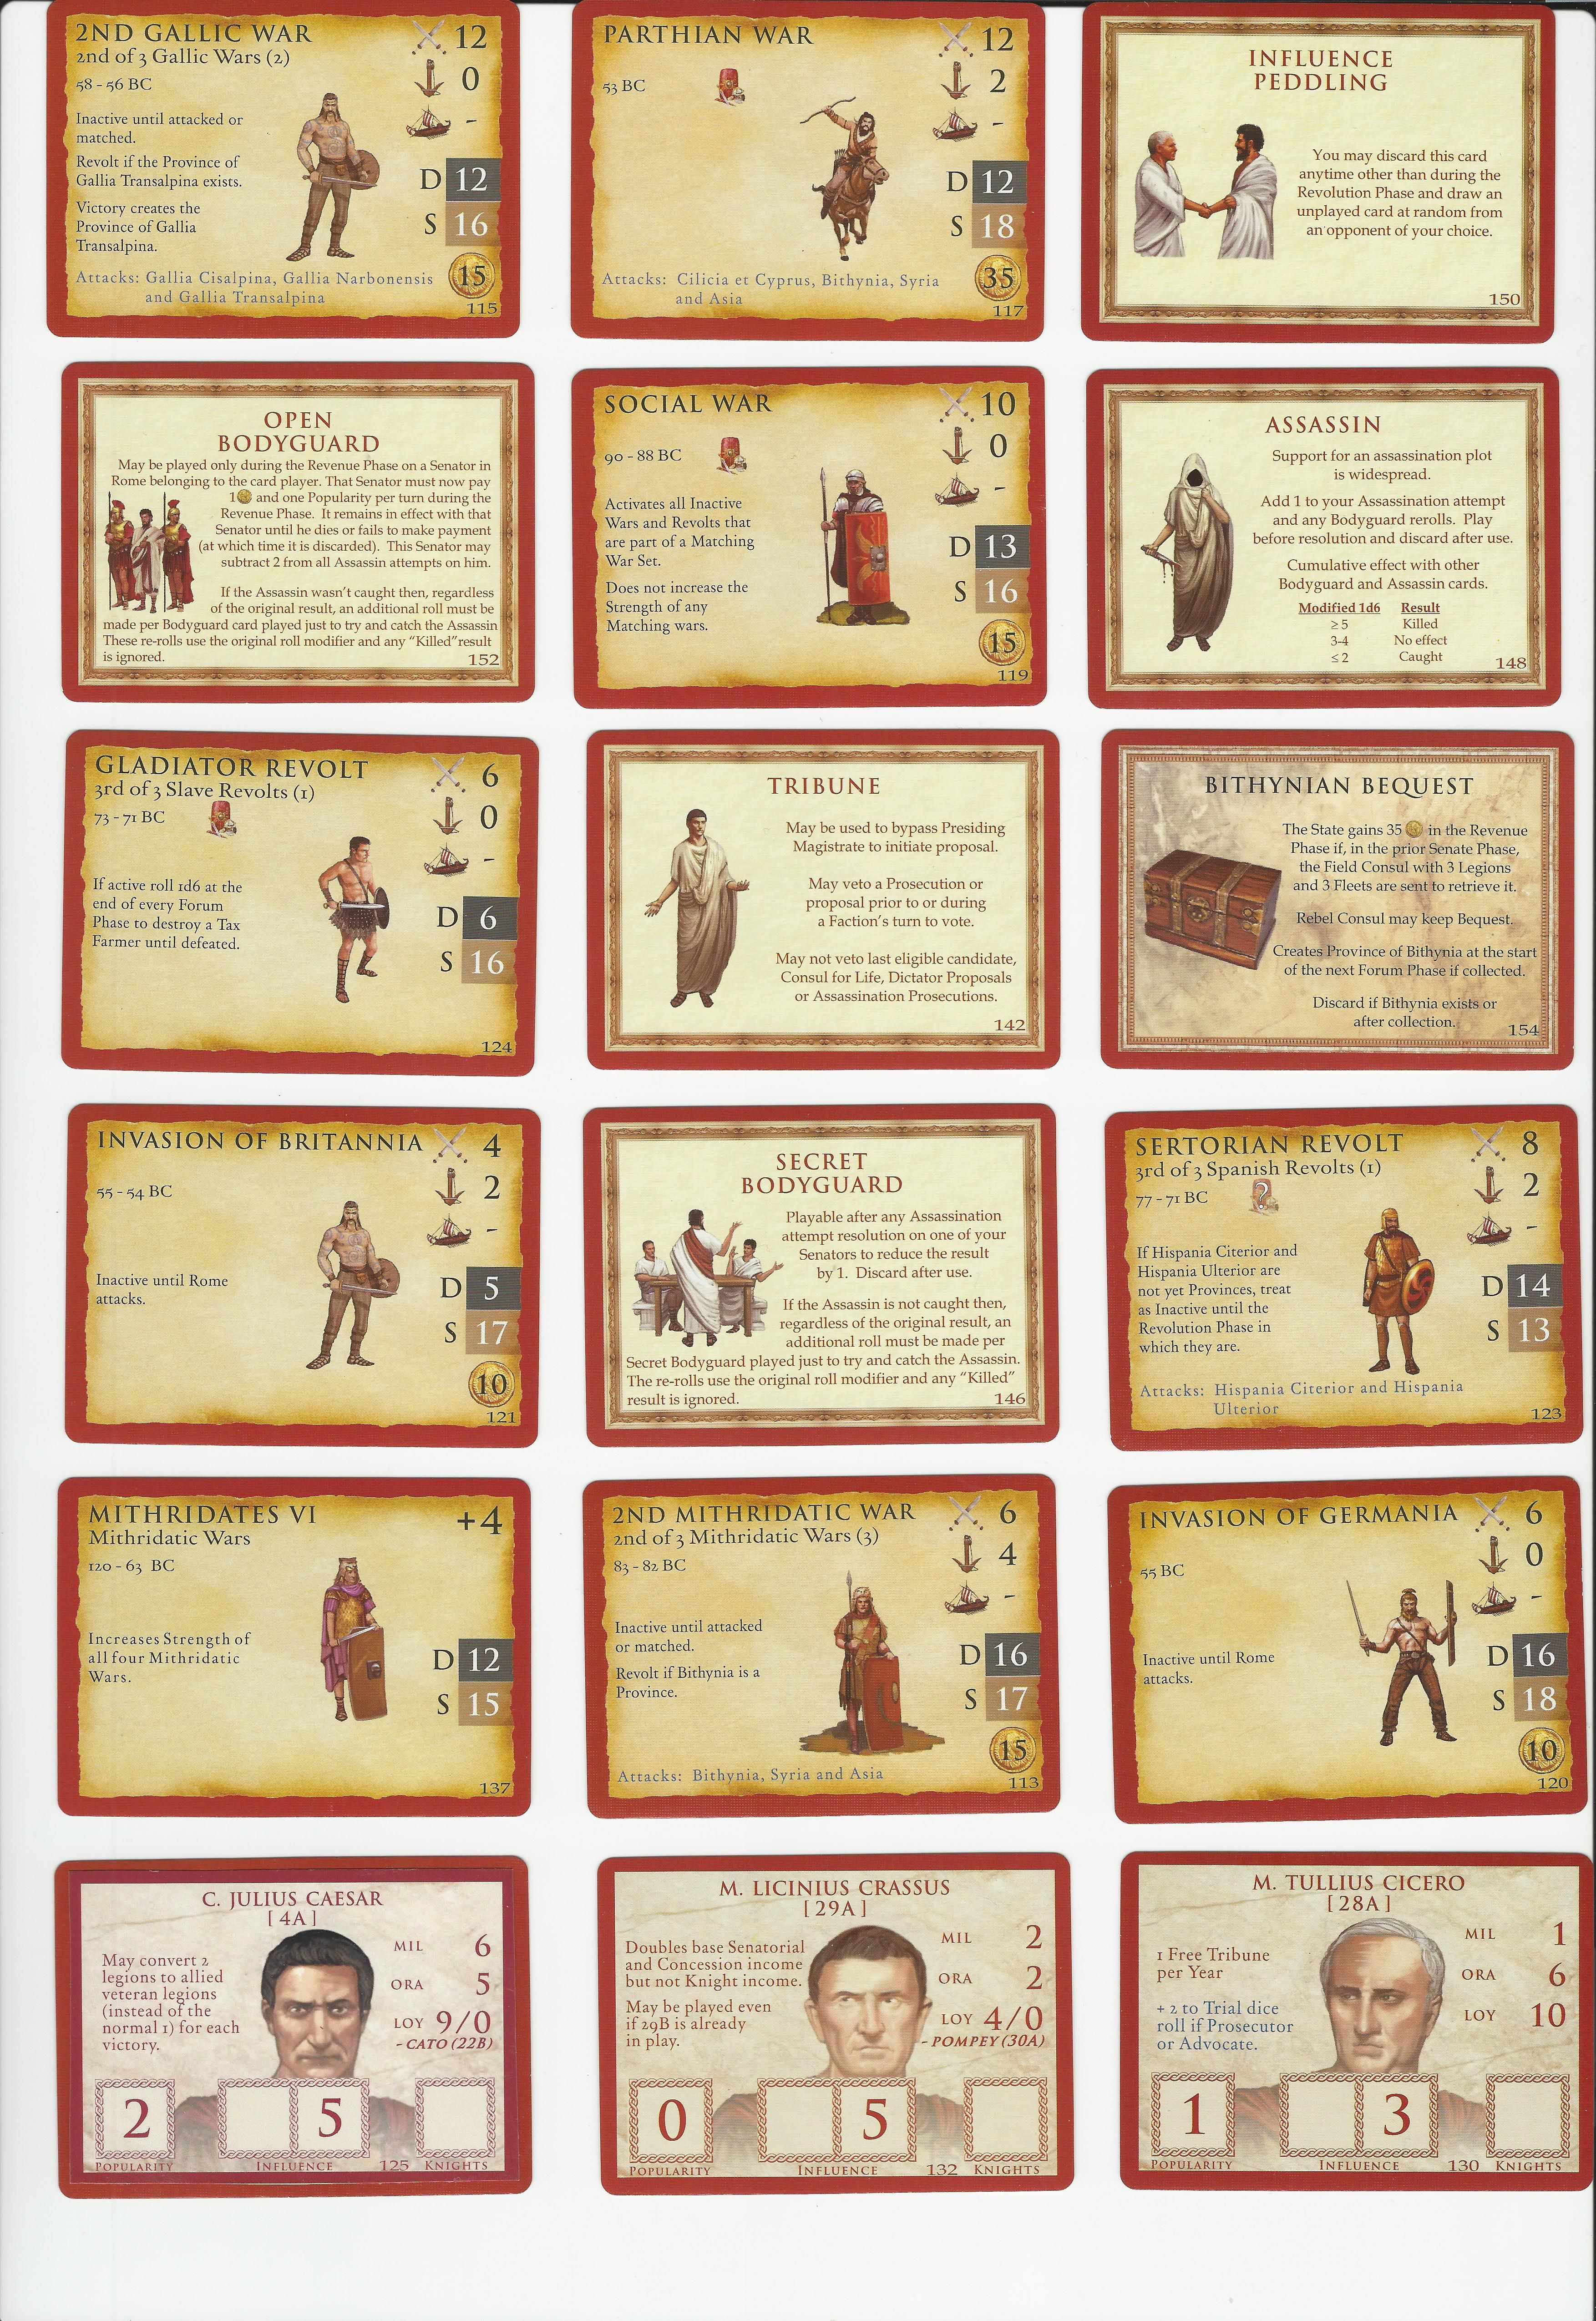 2ND GALLIC WAR
2nd of 3 Gallic Wars (2)
58 - 56 BC
Inactive until attacked or
matched.
Revolt if the Province of
Gallia Transalpina exists.
Victory creates the
Province of Gallia
Transalpina.
12
0
-
D 12
S 16
15
Attacks: Gallia Cisalpina, Gallia Narbonensis
and Gallia Transalpina
115
PARTHIAN WAR
53 BC
12
2
-
D 12
S 18
35
Attacks: Cilicia et Cyprus, Bithynia, Syria
and Asia
117
INFLUENCE
PEDDLING
You may discard this card
anytime other than during the
Revolution Phase and draw an
unplayed card at random from
an opponent of your choice.
150
OPEN
BODYGUARD
May be played only during the Revenue Phase on a Senator in
Rome belonging to the card player. That Senator must now pay
1 and one Popularity per turn during the
Revenue Phase. It remains in effect with that
Senator until he dies or fails to make payment
(at which time it is discarded). This Senator may
subtract 2 from all Assassin attempts on him.
If the Assassin wasn't caught then, regardless
of the original result, an additional roll must be
made per Bodyguard card played just to try and catch the Assassin
These re-rolls use the original roll modifier and any "Killed"result
is ignored.
152
SOCIAL WAR
90 - 88 BC
Activates all Inactive
Wars and Revolts that
are part of a Matching
War Set.
Does not increase the
Strength of any
Matching wars.
10
0
-
D 13
S 16
15
119
ASSASSIN
Support for an assassination plot
is widespread.
Add 1 to your Assassination attempt
and any Bodyguard rerolls. Play
before resolution and discard after use.
Cumulative effect with other
Bodyguard and Assassin cards.
Modified 1d6 Result
≥ 5 Killed
3-4 No effect
≤ 2 Caught
148
GLADIATOR REVOLT
3rd of 3 Slave Revolts (1)
73 - 71 BC
If active roll 1d6 at the
end of every Forum
Phase to destroy a Tax
Farmer until defeated.
6
0
-
D 6
S 16
124
TRIBUNE
May be used to bypass Presiding
Magistrate to initiate proposal.
May veto a Prosecution or
proposal prior to or during
a Faction's turn to vote.
May not veto last eligible candidate,
Consul for Life, Dictator Proposals
or Assassination Prosecutions.
142
BITHYNIAN BEQUEST
The State gains 35 in the Revenue
Phase if, in the prior Senate Phase,
the Field Consul with 3 Legions
and 3 Fleets are sent to retrieve it.
Rebel Consul may keep Bequest.
Creates Province of Bithynia at the start
of the next Forum Phase if collected.
Discard if Bithynia exists or
after collection.
154
INVASION OF BRITANNIA
55 - 54 BC
Inactive until Rome
attacks.
4
2
-
D 5
S 17
10
121
SECRET
BODYGUARD
Playable after any Assassination
attempt resolution on one of your
Senators to reduce the result
by 1. Discard after use.
If the Assassin is not caught then,
regardless of the original result, an
additional roll must be made per
Secret Bodyguard played just to try and catch the Assassin.
The re-rolls use the original roll modifier and any "Killed"
result is ignored.
146
SERTORIAN REVOLT
3rd of 3 Spanish Revolts (1)
77 - 71 BC
?
If Hispania Citerior and
Hispania Ulterior are
not yet Provinces, treat
as Inactive until the
Revolution Phase in
which they are.
8
2
-
D 14
S 13
Attacks: Hispania Citerior and Hispania
Ulterior
123
MITHRIDATES VI
Mithridatic Wars
120 - 63 BC
+4
Increases Strength of
all four Mithridatic
Wars.
D 12
S 15
137
2ND MITHRIDATIC WAR
2nd of 3 Mithridatic Wars (3)
83 - 82 BC
Inactive until attacked
or matched.
Revolt if Bithynia is a
Province.
6
4
-
D 16
S 17
15
Attacks: Bithynia, Syria and Asia
113
INVASION OF GERMANIA
55 BC
Inactive until Rome
attacks.
6
0
-
D 16
S 18
10
120
C. JULIUS CAESAR
[ 4A ]
May convert 2
legions to allied
veteran legions
(instead of the
normal 1) for each
victory.
MIL 6
ORA 5
LOY 9/0
- CATO (22B)
2 5
POPULARITY INFLUENCE 125 KNIGHTS
M. LICINIUS CRASSUS
[ 29A ]
Doubles base Senatorial
and Concession income
but not Knight income.
May be played even
if 29B is already
in play.
MIL 2
ORA 2
LOY 4/0
- POMPEY (30A)
0 5
POPULARITY INFLUENCE 132 KNIGHTS
M. TULLIUS CICERO
[ 28A ]
1 Free Tribune
per Year
+ 2 to Trial dice
roll if Prosecutor
or Advocate.
MIL 1
ORA 6
LOY 10
1 3
POPULARITY INFLUENCE 130 KNIGHTS